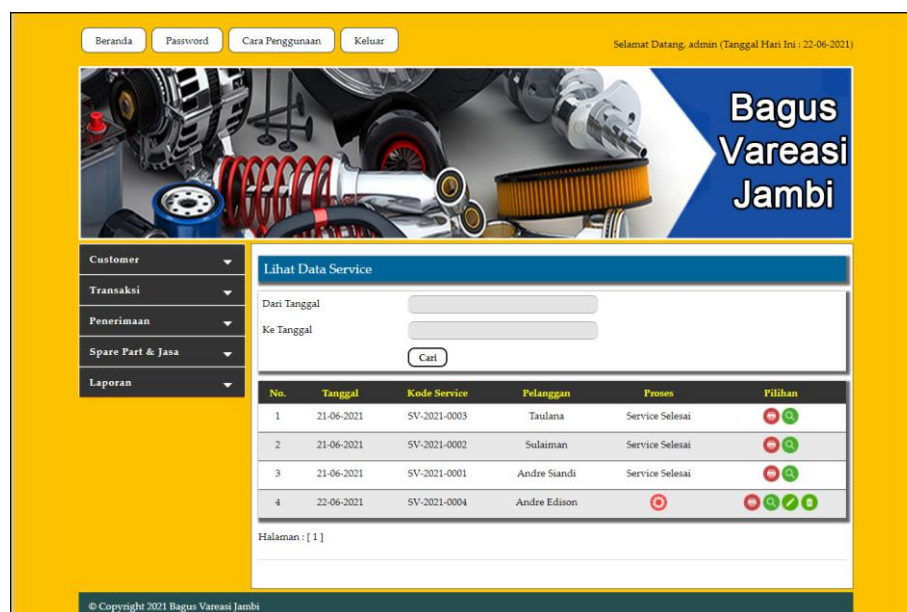 Beranda Password Cara Penggunaan Keluar
Selamat Datang, admin (Tanggal Hari Ini : 22-06-2021)
Bagus
Vareasi
Jambi
Customer
Transaksi
Penerimaan
Spare Part & Jasa
Laporan
Lihat Data Service
Dari Tanggal
Ke Tanggal
Cari
No. Tanggal Kode Service Pelanggan Proses Pilihan
1 21-06-2021 SV-2021-0003 Taulana Service Selesai
2 21-06-2021 SV-2021-0002 Sulaiman Service Selesai
3 21-06-2021 SV-2021-0001 Andre Siandi Service Selesai
4 22-06-2021 SV-2021-0004 Andre Edison
Halaman : [ 1 ]
© Copyright 2021 Bagus Vareasi Jambi